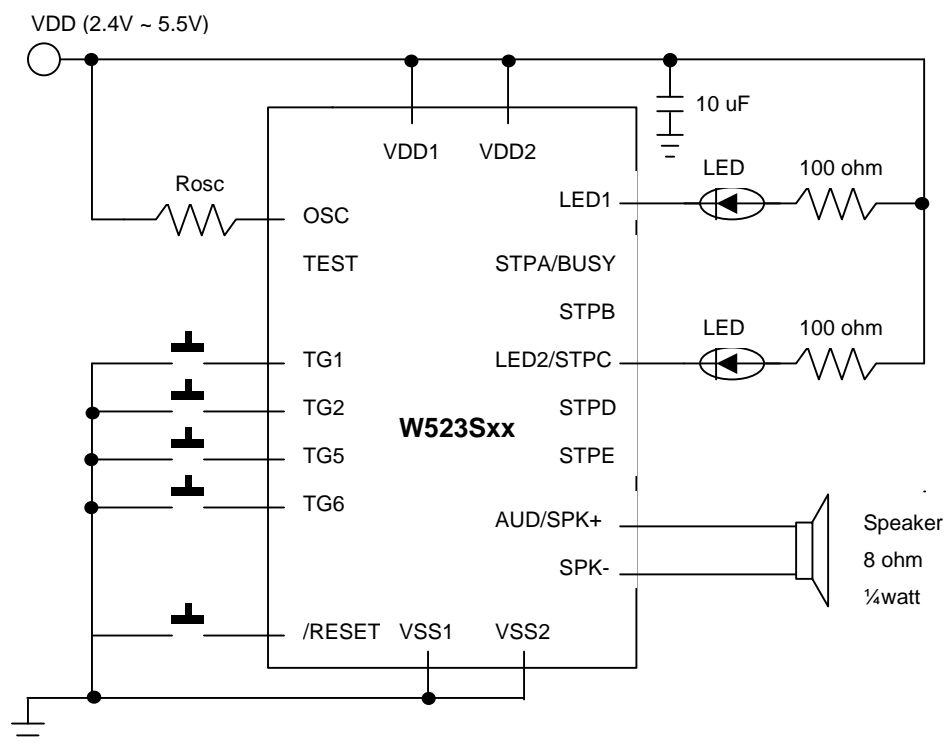 VDD (2.4V ~ 5.5V)
10 uF
VDD1 VDD2
LED 100 ohm
Rosc
LED1
OSC
TEST STPA/BUSY
STPB
LED 100 ohm
TG1 LED2/STPC
TG2 STPD
W523Sxx
TG5 STPE
TG6
AUD/SPK+ Speaker
SPK- 8 ohm
¼watt
/RESET VSS1 VSS2